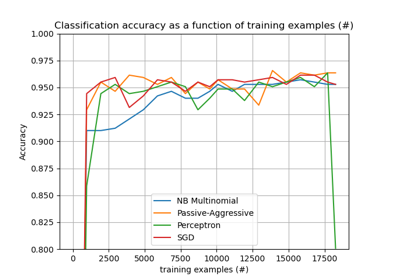 Classification accuracy as a function of training examples (#)
1.000
0.975
0.950
0.925
0.900
0.875
0.850
0.825
0.800
Accuracy
NB Multinomial
Passive-Aggressive
Perceptron
SGD
0 2500 5000 7500 10000 12500 15000 17500
training examples (#)